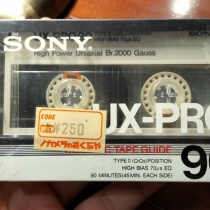 SONY
High Power Uniaxial Br.2000 Gauss
UX-PRO
CODE
¥250
TAPE GUIDE
TYPE II (CrO₂) POSITION
HIGH BIAS 70μs EQ
90 MINUTES (45 MIN. EACH SIDE)
9